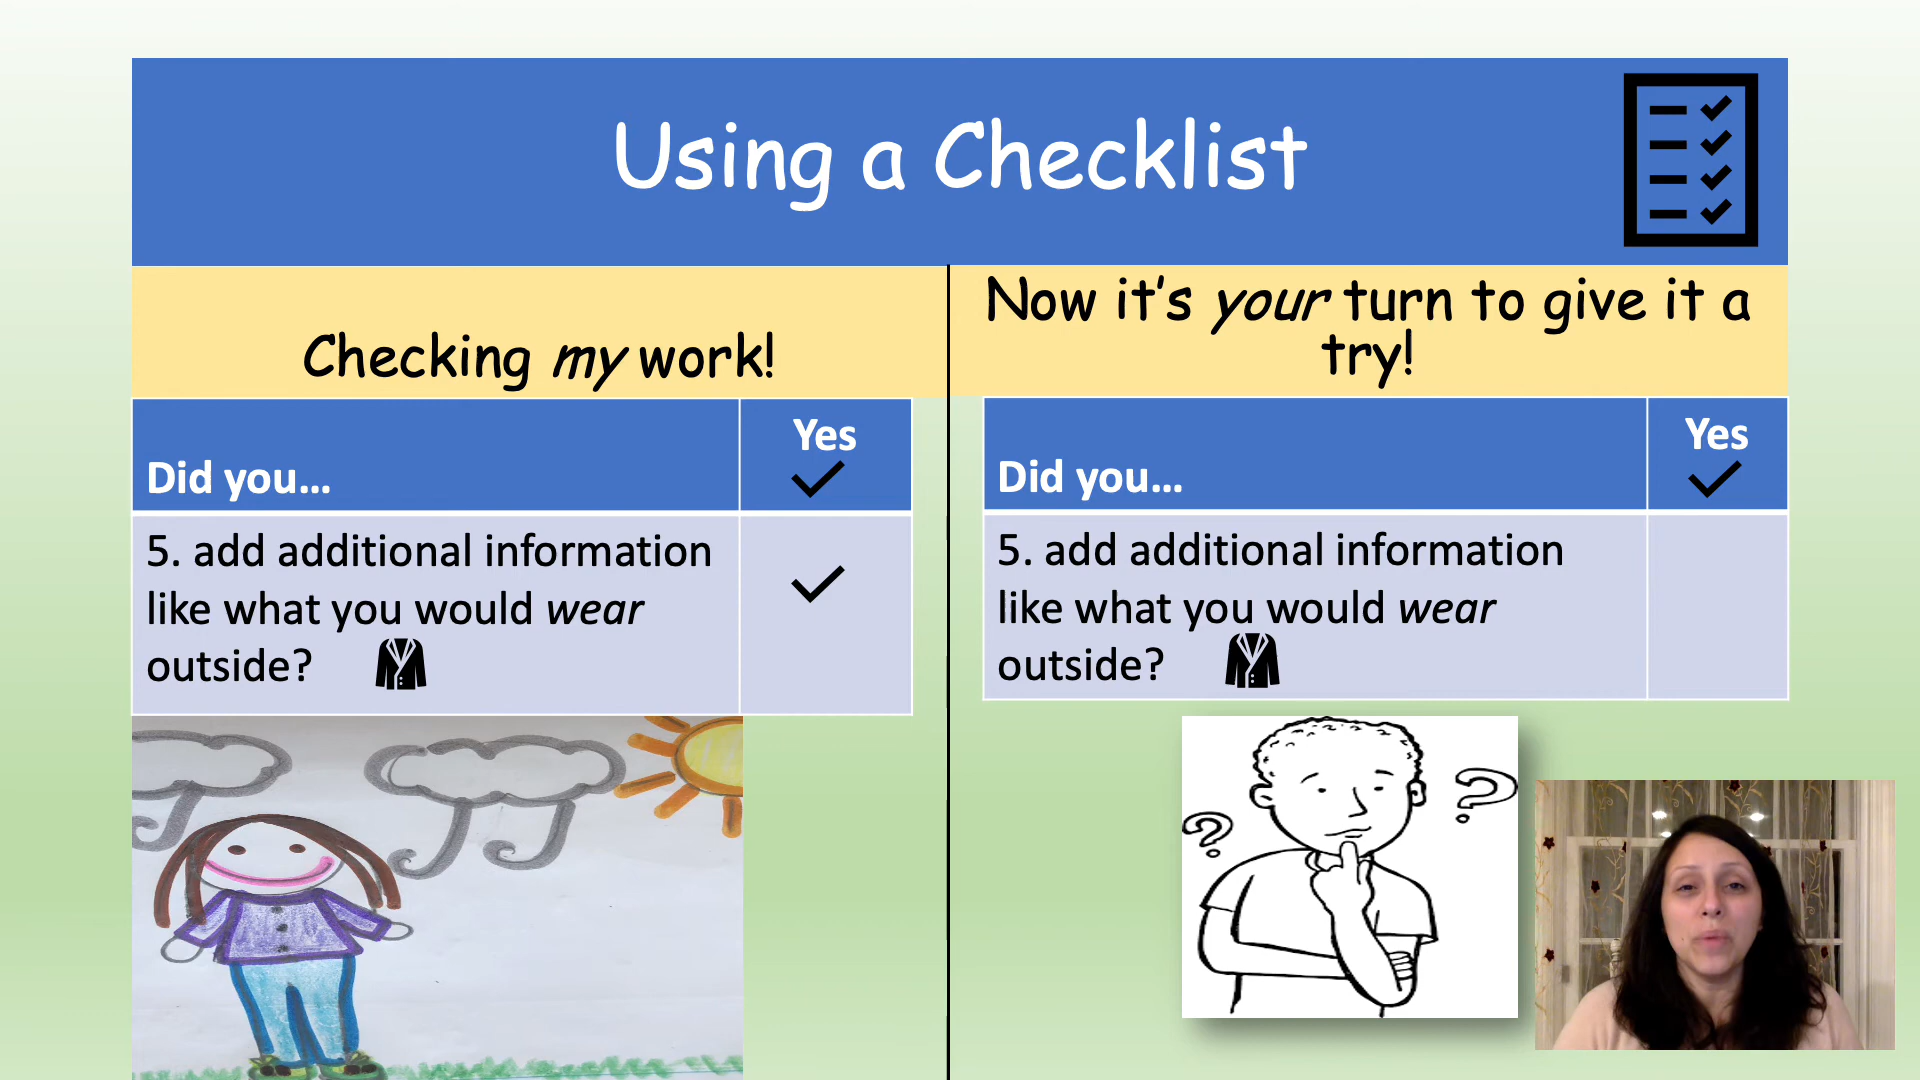 Using a Checklist
Checking my work!
Now it's your turn to give it a
try!
Did you...
Yes
5. add additional information
like what you would wear
outside?
Did you...
Yes
5. add additional information
like what you would wear
outside?
?
?